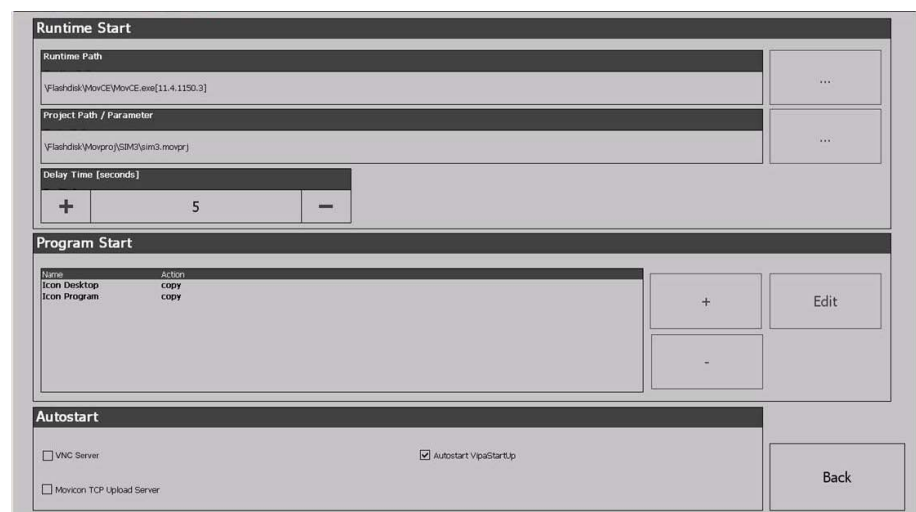 Runtime Start
Runtime Path
\Flashdisk\MovCE\MovCE.exe[11.4.1150.3]
...
Project Path / Parameter
\Flashdisk\Movproj\SIM3\sim3.movprj
...
Delay Time [seconds]
+ 5 −
Program Start
Name Action
Icon Desktop copy
Icon Program copy
+ Edit
-
Autostart
VNC Server Autostart VipaStartUp
Movicon TCP Upload Server
Back